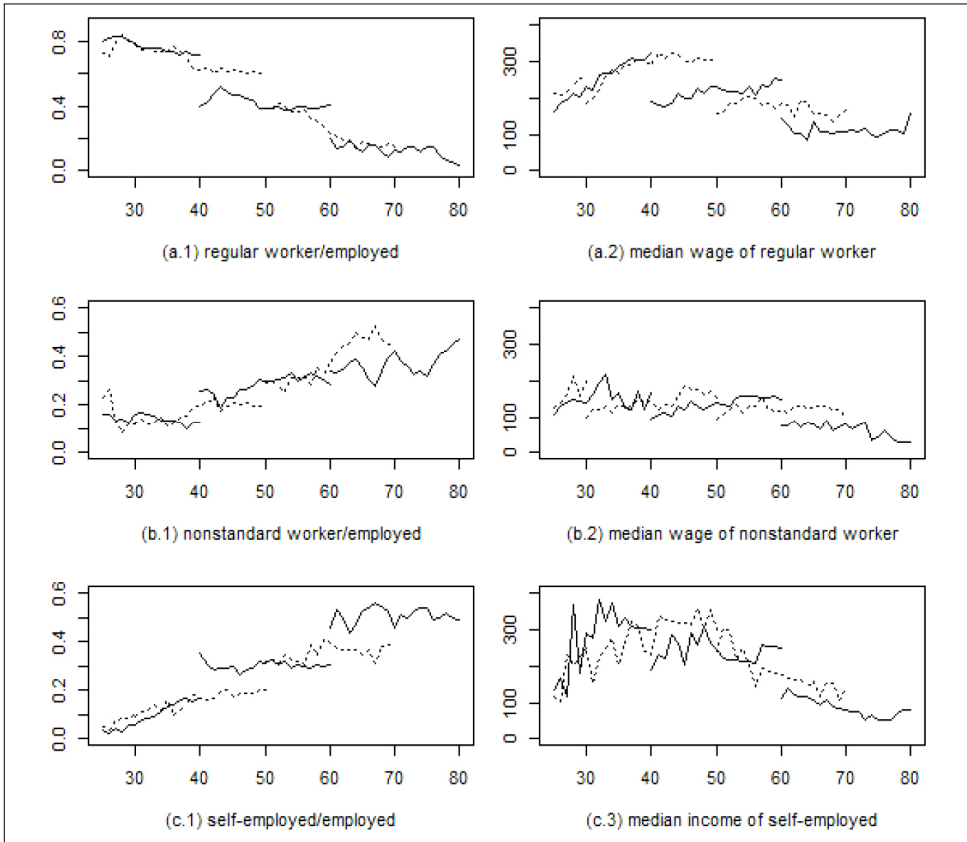 0.0 0.4 0.8
0 100 300
30 40 50 60 70 80
30 40 50 60 70 80
(a.1) regular worker/employed
(a.2) median wage of regular worker
0.0 0.2 0.4 0.6
0 100 300
30 40 50 60 70 80
30 40 50 60 70 80
(b.1) nonstandard worker/employed
(b.2) median wage of nonstandard worker
0.0 0.2 0.4 0.6
0 100 300
30 40 50 60 70 80
30 40 50 60 70 80
(c.1) self-employed/employed
(c.3) median income of self-employed